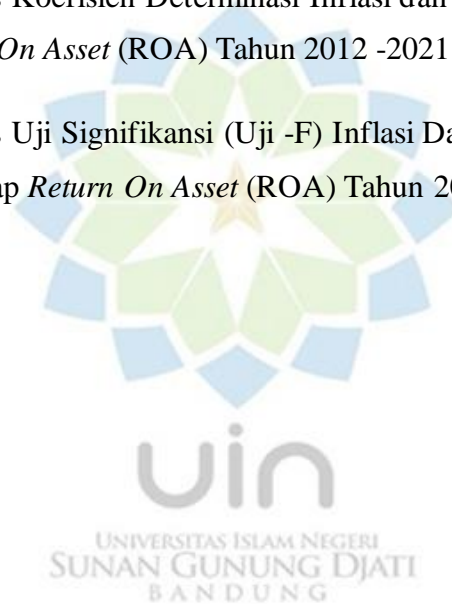 Koefisien Determinasi Inflasi dan
On Asset (ROA) Tahun 2012 -2021
Uji Signifikansi (Uji -F) Inflasi Da
ap Return On Asset (ROA) Tahun 20
uin
UNIVERSITAS ISLAM NEGERI
SUNAN GUNUNG DJATI
BANDUNG